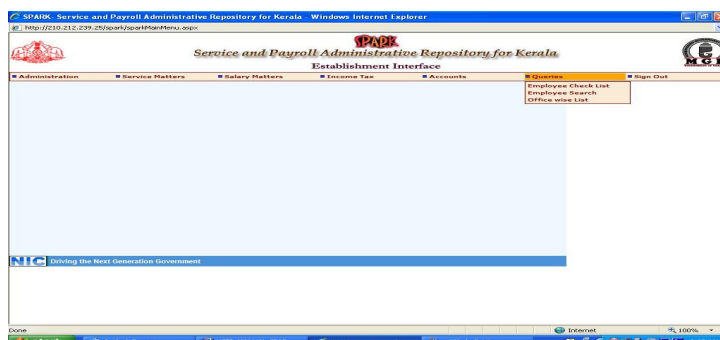 SPARK- Service and Payroll Administrative Repository for Kerala - Windows Internet Explorer
http://210.212.239.25/spark/sparkMainMenu.aspx
SPARK
Service and Payroll Administrative Repository for Kerala
Establishment Interface
Administration Service Matters Salary Matters Income Tax Accounts Queries Sign Out
Employee Check List
Employee Search
Office wise List
NIC Driving the Next Generation Government
Done Internet 100%